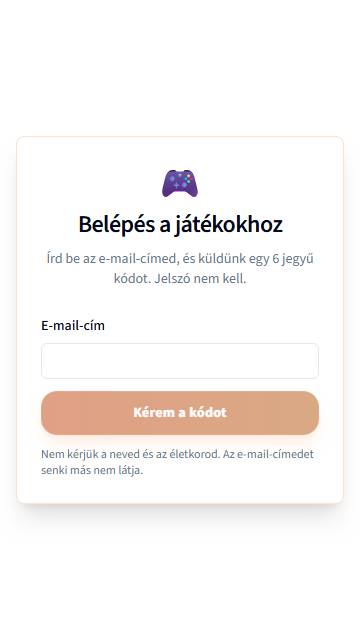 Belépés a játékokhoz
Írd be az e-mail-címed, és küldünk egy 6 jegyű
kódot. Jelszó nem kell.
E-mail-cím
Kérem a kódot
Nem kérjük a neved és az életkorod. Az e-mail-címedet
senki más nem látja.